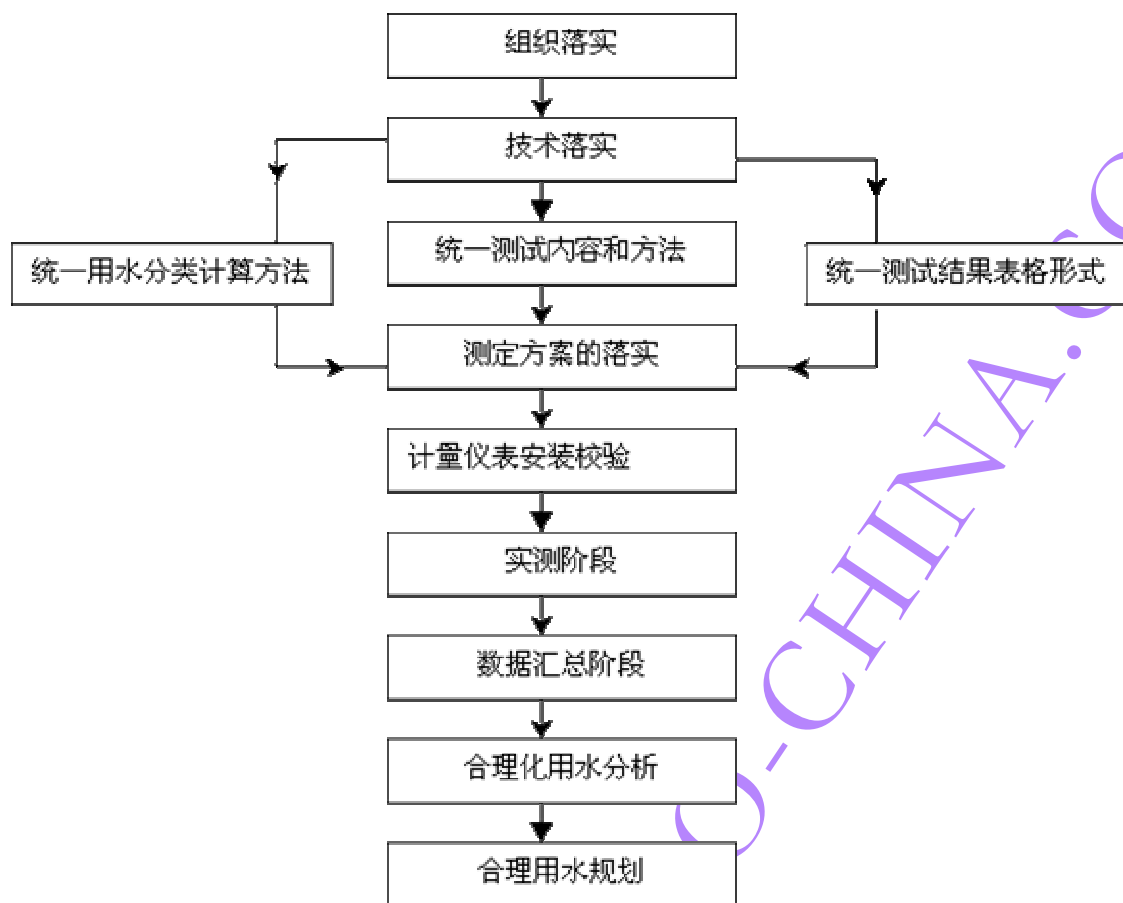 组织落实
技术落实
统一测试内容和方法
统一用水分类计算方法
统一测试结果表格形式
测定方案的落实
计量仪表安装校验
实测阶段
数据汇总阶段
合理化用水分析
合理用水规划
O-CHINA.CO